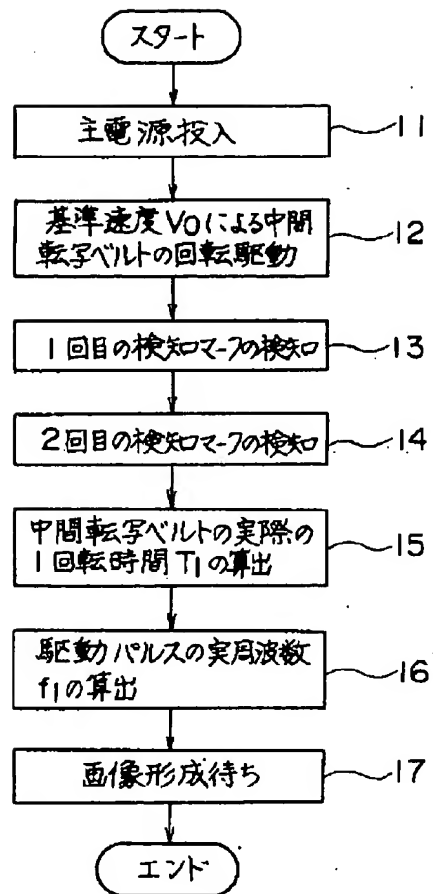 スタート
主電源投入
11
基準速度V0による中間
転写ベルトの回転駆動
12
1回目の検知マークの検知
13
2回目の検知マークの検知
14
中間転写ベルトの実際の
1回転時間T1の算出
15
駆動パルスの実周波数
f1の算出
16
画像形成待ち
17
エンド